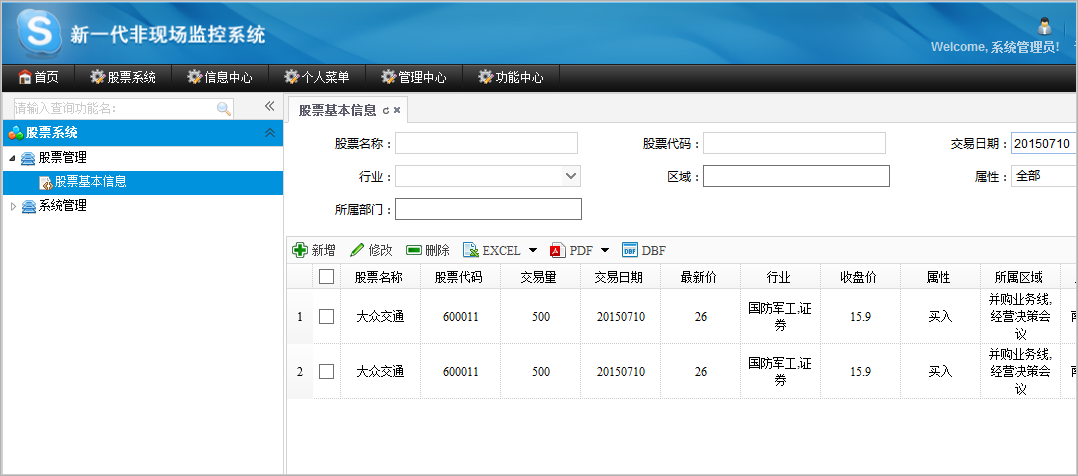 新一代非现场监控系统
Welcome, 系统管理员!
首页 股票系统 信息中心 个人菜单 管理中心 功能中心
请输入查询功能名:
股票系统
股票管理
股票基本信息
系统管理
股票基本信息
股票名称： 股票代码： 交易日期：20150710
行业： 区域： 属性：全部
所属部门：
新增 修改 删除 EXCEL PDF DBF
股票名称 股票代码 交易量 交易日期 最新价 行业 收盘价 属性 所属区域
1 大众交通 600011 500 20150710 26 国防军工,证券 15.9 买入 并购业务线,经营决策会议
2 大众交通 600011 500 20150710 26 国防军工,证券 15.9 买入 并购业务线,经营决策会议